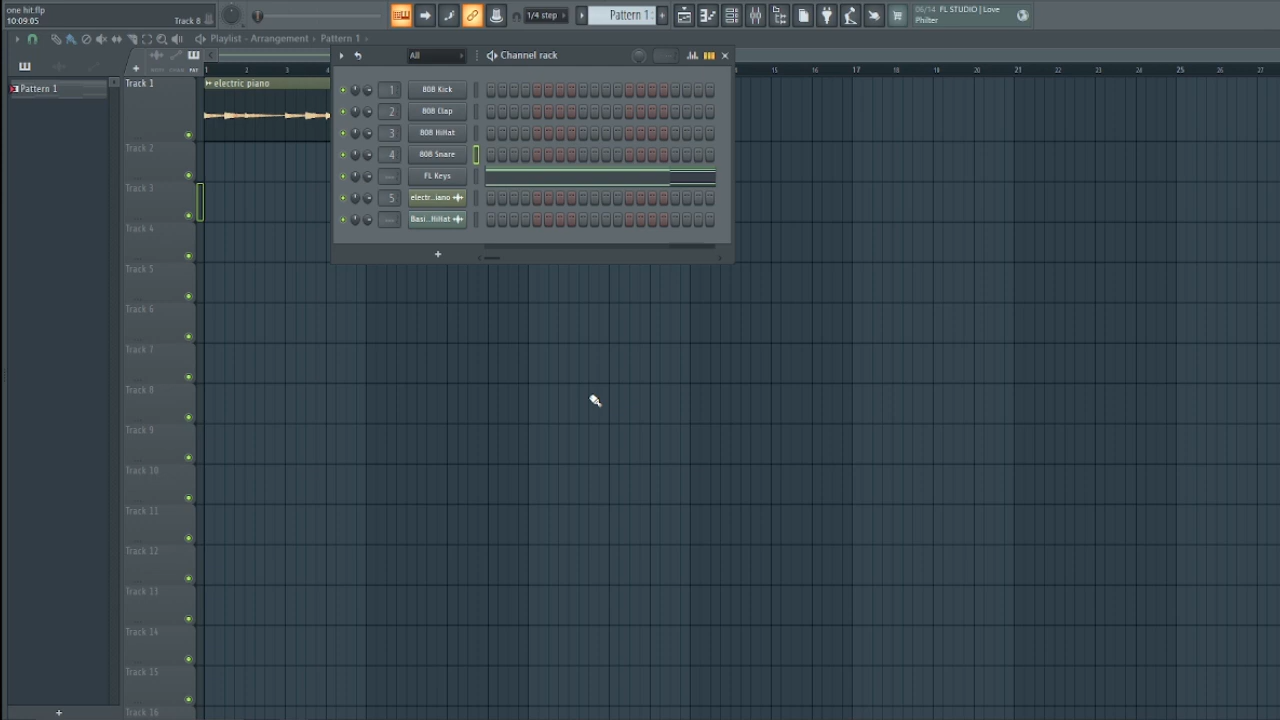 one hit.flp
10:09:05
Track 8
1/4 step
Pattern 1
06/14 FL STUDIO | Love
Philter
Playlist - Arrangement › Pattern 1 ›
Pattern 1
All
Channel rack
1 2 3 4
15 16 17 18 19 20 21 22 23 24 25 26 27
electric piano
1 808 Kick
2 808 Clap
3 808 HiHat
4 808 Snare
--- FL Keys
5 electr..iano
--- Basi..HiHat
Track 1
Track 2
Track 3
Track 4
Track 5
Track 6
Track 7
Track 8
Track 9
Track 10
Track 11
Track 12
Track 13
Track 14
Track 15
Track 16